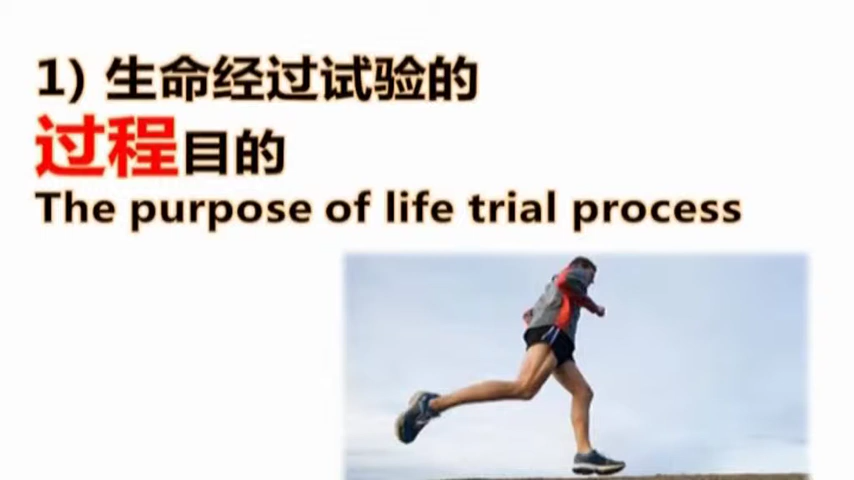 1) 生命经过试验的
过程目的
The purpose of life trial process